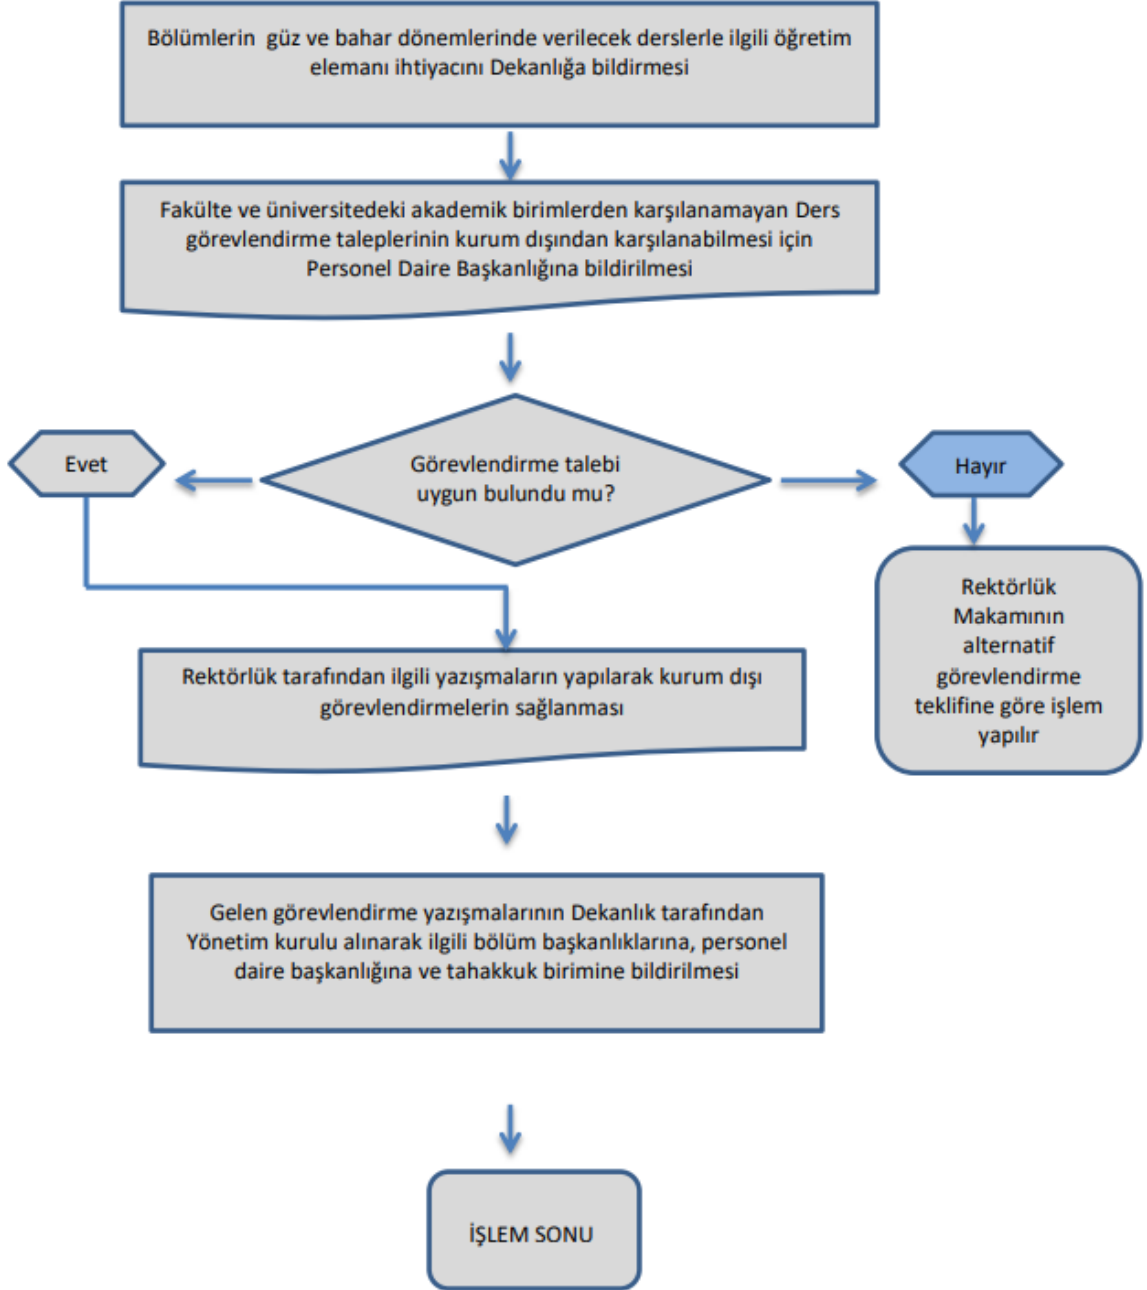 Bölümlerin güz ve bahar dönemlerinde verilecek derslerle ilgili öğretim
elemanı ihtiyacını Dekanlığa bildirmesi
Fakülte ve üniversitedeki akademik birimlerden karşılanamayan Ders
görevlendirme taleplerinin kurum dışından karşılanabilmesi için
Personel Daire Başkanlığına bildirilmesi
Görevlendirme talebi
uygun bulundu mu?
Evet
Hayır
Rektörlük
Makamının
alternatif
görevlendirme
teklifine göre işlem
yapılır
Rektörlük tarafından ilgili yazışmaların yapılarak kurum dışı
görevlendirmelerin sağlanması
Gelen görevlendirme yazışmalarının Dekanlık tarafından
Yönetim kurulu alınarak ilgili bölüm başkanlıklarına, personel
daire başkanlığına ve tahakkuk birimine bildirilmesi
İŞLEM SONU